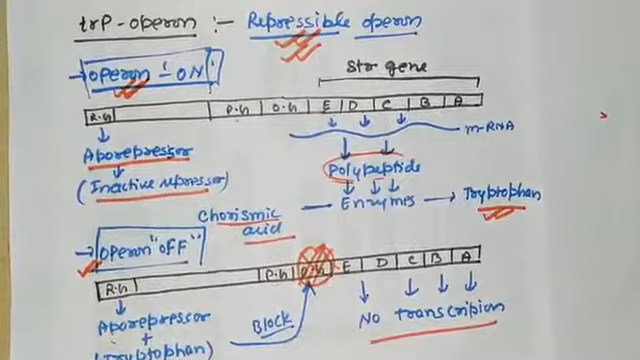 trP-operon :- Repressible operon
operon - ON
Str gene
R.G P.G O.G E D C B A
m-RNA
Aporepressor
(Inactive repressor)
Polypeptide
Enzymes
Tryptophan
Chorismic
acid
operon "OFF"
R.G P.G O.G E D C B A
Aporepressor
+
(Tryptophan)
Block
No transcription